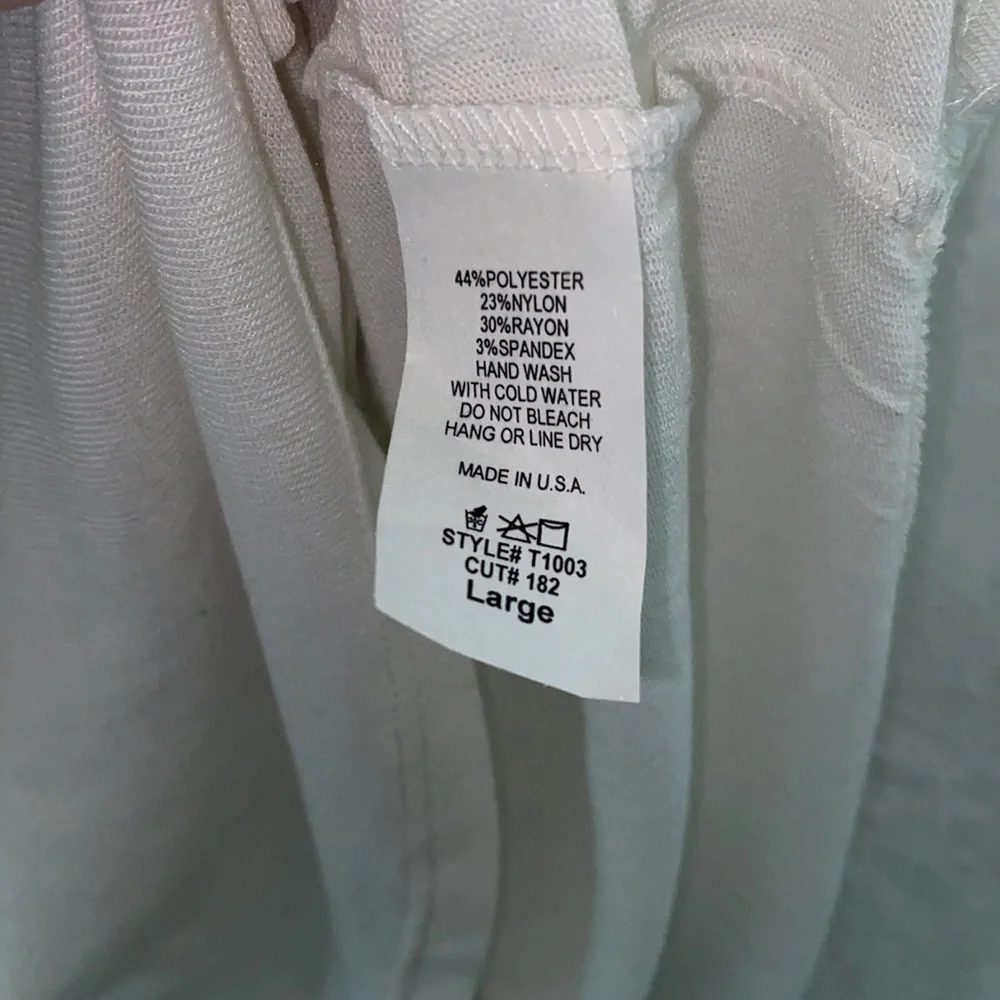 44%POLYESTER
23%NYLON
30%RAYON
3%SPANDEX
HAND WASH
WITH COLD WATER
DO NOT BLEACH
HANG OR LINE DRY
MADE IN U.S.A.
STYLE# T1003
CUT# 182
Large